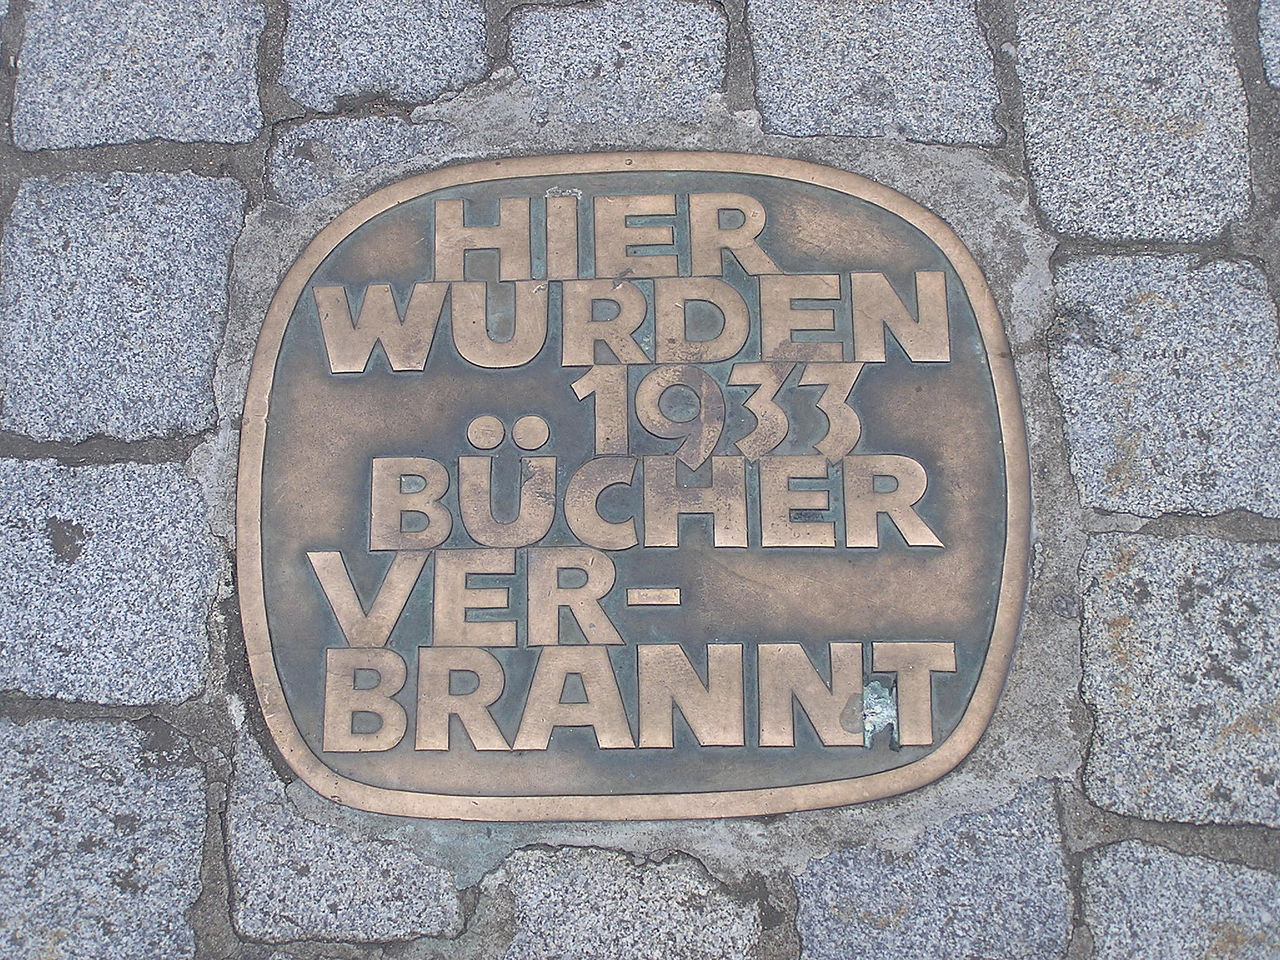 HIER
WURDEN
1933
BÜCHER
VER-
BRANNT